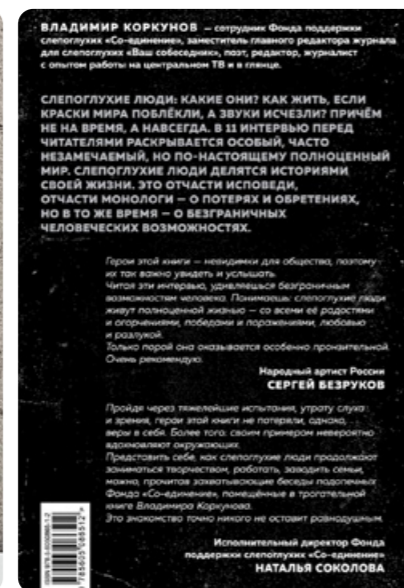 ВЛАДИМИР КОРКУНОВ – сотрудник Фонда поддержки
слепоглухих «Со-единение», заместитель главного редактора журнала
для слепоглухих «Ваш собеседник», поэт, редактор, журналист
с опытом работы на центральном ТВ и в глянце.
СЛЕПОГЛУХИЕ ЛЮДИ: КАКИЕ ОНИ? КАК ЖИТЬ, ЕСЛИ
КРАСКИ МИРА ПОБЛЁКЛИ, А ЗВУКИ ИСЧЕЗЛИ? ПРИЧЁМ
НЕ НА ВРЕМЯ, А НАВСЕГДА. В 11 ИНТЕРВЬЮ ПЕРЕД
ЧИТАТЕЛЯМИ РАСКРЫВАЕТСЯ ОСОБЫЙ, ЧАСТО
НЕЗАМЕЧАЕМЫЙ, НО ПО-НАСТОЯЩЕМУ ПОЛНОЦЕННЫЙ
МИР. СЛЕПОГЛУХИЕ ЛЮДИ ДЕЛЯТСЯ ИСТОРИЯМИ
СВОЕЙ ЖИЗНИ. ЭТО ОТЧАСТИ ИСПОВЕДИ,
ОТЧАСТИ МОНОЛОГИ – О ПОТЕРЯХ И ОБРЕТЕНИЯХ,
НО В ТО ЖЕ ВРЕМЯ – О БЕЗГРАНИЧНЫХ
ЧЕЛОВЕЧЕСКИХ ВОЗМОЖНОСТЯХ.
Герои этой книги – невидимки для общества, поэтому
их так важно увидеть и услышать.
Читая эти интервью, удивляешься безграничным
возможностям человека. Понимаешь: слепоглухие люди
живут полноценной жизнью – со всеми её радостями
и огорчениями, победами и поражениями, любовью
и разлукой.
Только порой она оказывается особенно пронзительной.
Очень рекомендую.
Народный артист России
СЕРГЕЙ БЕЗРУКОВ
Пройдя через тяжелейшие испытания, утрату слуха
и зрения, герои этой книги не потеряли, однако,
веры в себя. Более того: своим примером невероятно
вдохновляют окружающих.
Представить себе, как слепоглухие люди продолжают
заниматься творчеством, работать, заводить семьи,
можно, прочитав захватывающие беседы подопечных
Фонда «Со-единение», помещённые в трогательной
книге Владимира Коркунова.
Это знакомство точно никого не оставит равнодушным.
Исполнительный директор Фонда
поддержки слепоглухих «Со-единение»
НАТАЛЬЯ СОКОЛОВА